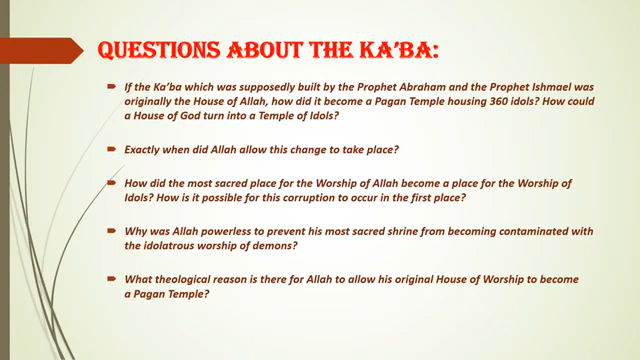 QUESTIONS ABOUT THE KA’BA:
If the Ka’ba which was supposedly built by the Prophet Abraham and the Prophet Ishmael was
originally the House of Allah, how did it become a Pagan Temple housing 360 idols? How could
a House of God turn into a Temple of Idols?
Exactly when did Allah allow this change to take place?
How did the most sacred place for the Worship of Allah become a place for the Worship of
Idols? How is it possible for this corruption to occur in the first place?
Why was Allah powerless to prevent his most sacred shrine from becoming contaminated with
the idolatrous worship of demons?
What theological reason is there for Allah to allow his original House of Worship to become
a Pagan Temple?